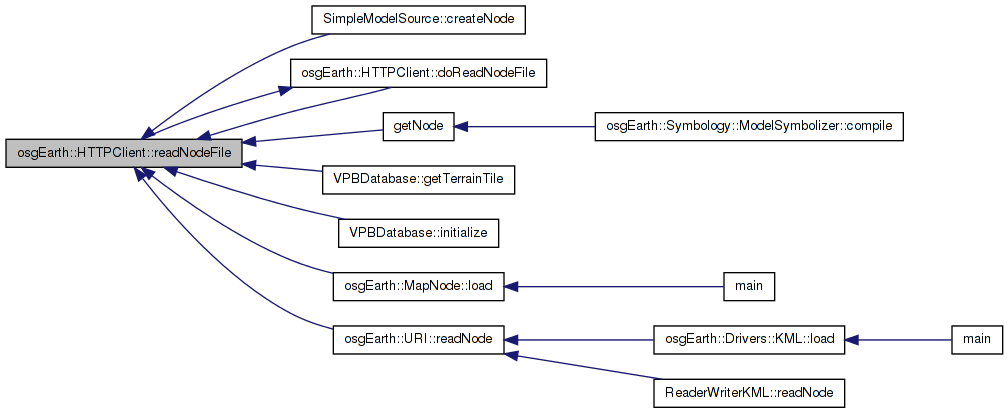 SimpleModelSource::createNode
osgEarth::HTTPClient::doReadNodeFile
getNode
osgEarth::Symbology::ModelSymbolizer::compile
osgEarth::HTTPClient::readNodeFile
VPBDatabase::getTerrainTile
VPBDatabase::initialize
osgEarth::MapNode::load
main
osgEarth::URI::readNode
osgEarth::Drivers::KML::load
main
ReaderWriterKML::readNode